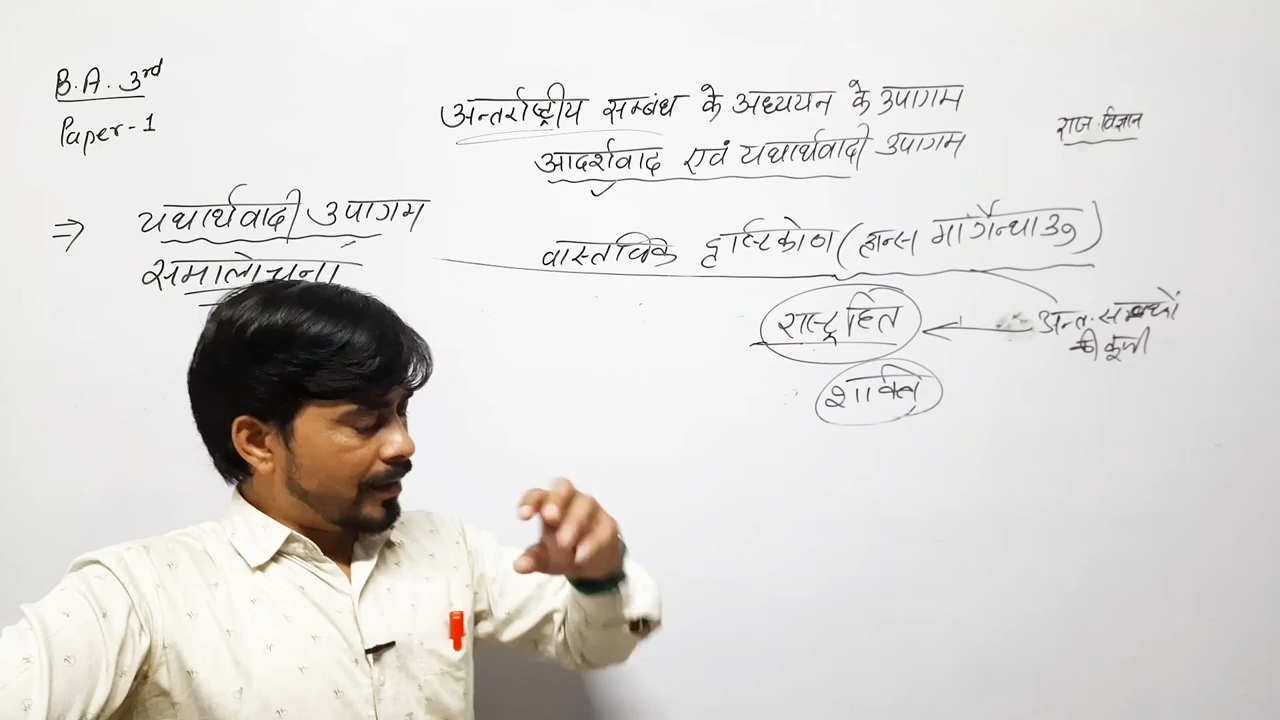 B.A. 3rd
Paper-1
अन्तर्राष्ट्रीय सम्बंध के अध्ययन के उपागम
आदर्शवाद एवं यथार्थवादी उपागम
राज. विज्ञान
⇒ यथार्थवादी उपागम
समालोचना
वास्तविक दृष्टिकोण (हान्स मार्गेन्थाऊ)
राष्ट्रहित
अन्त. सम्बन्धों
की कुंजी
शक्ति